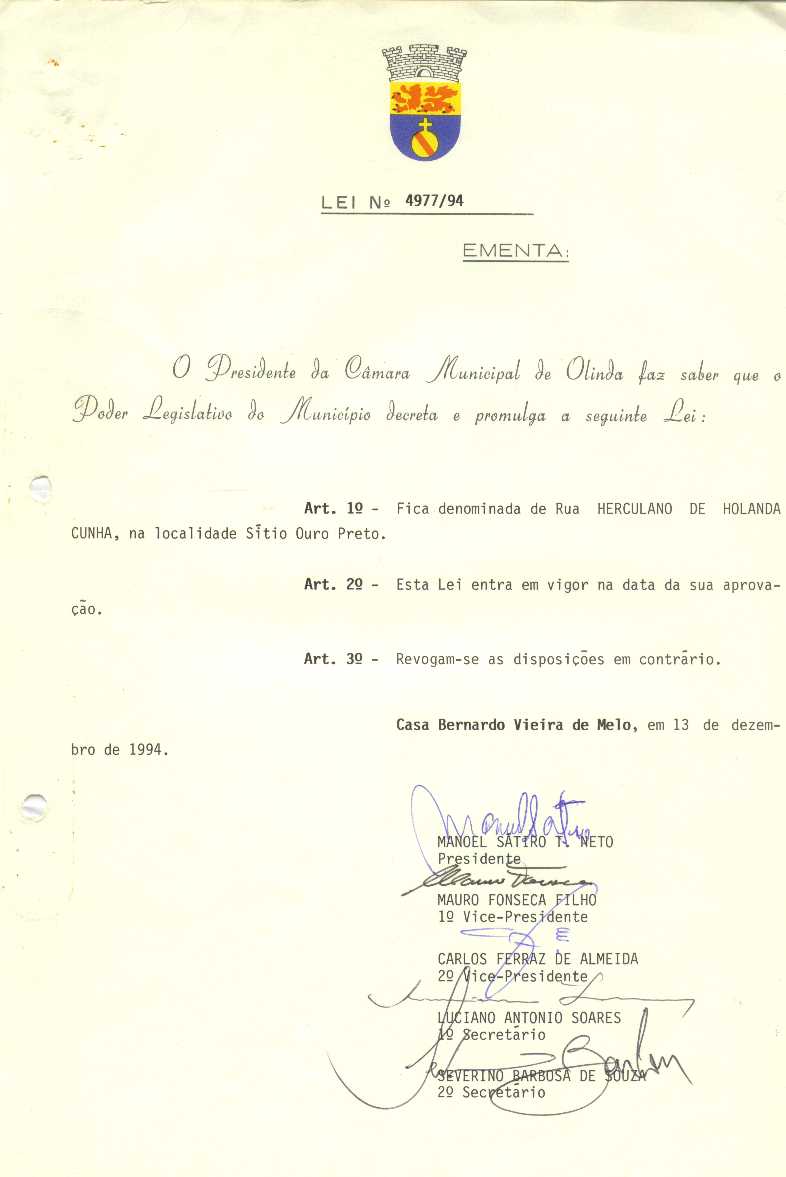 LEI Nº 4977/94
EMENTA:
O Presidente da Câmara Municipal de Olinda faz saber que o
Poder Legislativo do Município decreta e promulga a seguinte Lei:
Art. 1º - Fica denominada de Rua HERCULANO DE HOLANDA
CUNHA, na localidade Sítio Ouro Preto.
Art. 2º - Esta Lei entra em vigor na data da sua aprova-
ção.
Art. 3º - Revogam-se as disposições em contrário.
Casa Bernardo Vieira de Melo, em 13 de dezem-
bro de 1994.
MANOEL SÁTIRO T. NETO
Presidente
MAURO FONSECA FILHO
1º Vice-Presidente
CARLOS FERRAZ DE ALMEIDA
2º Vice-Presidente
LUCIANO ANTONIO SOARES
1º Secretário
SEVERINO BARBOSA DE SOUZA
2º Secretário